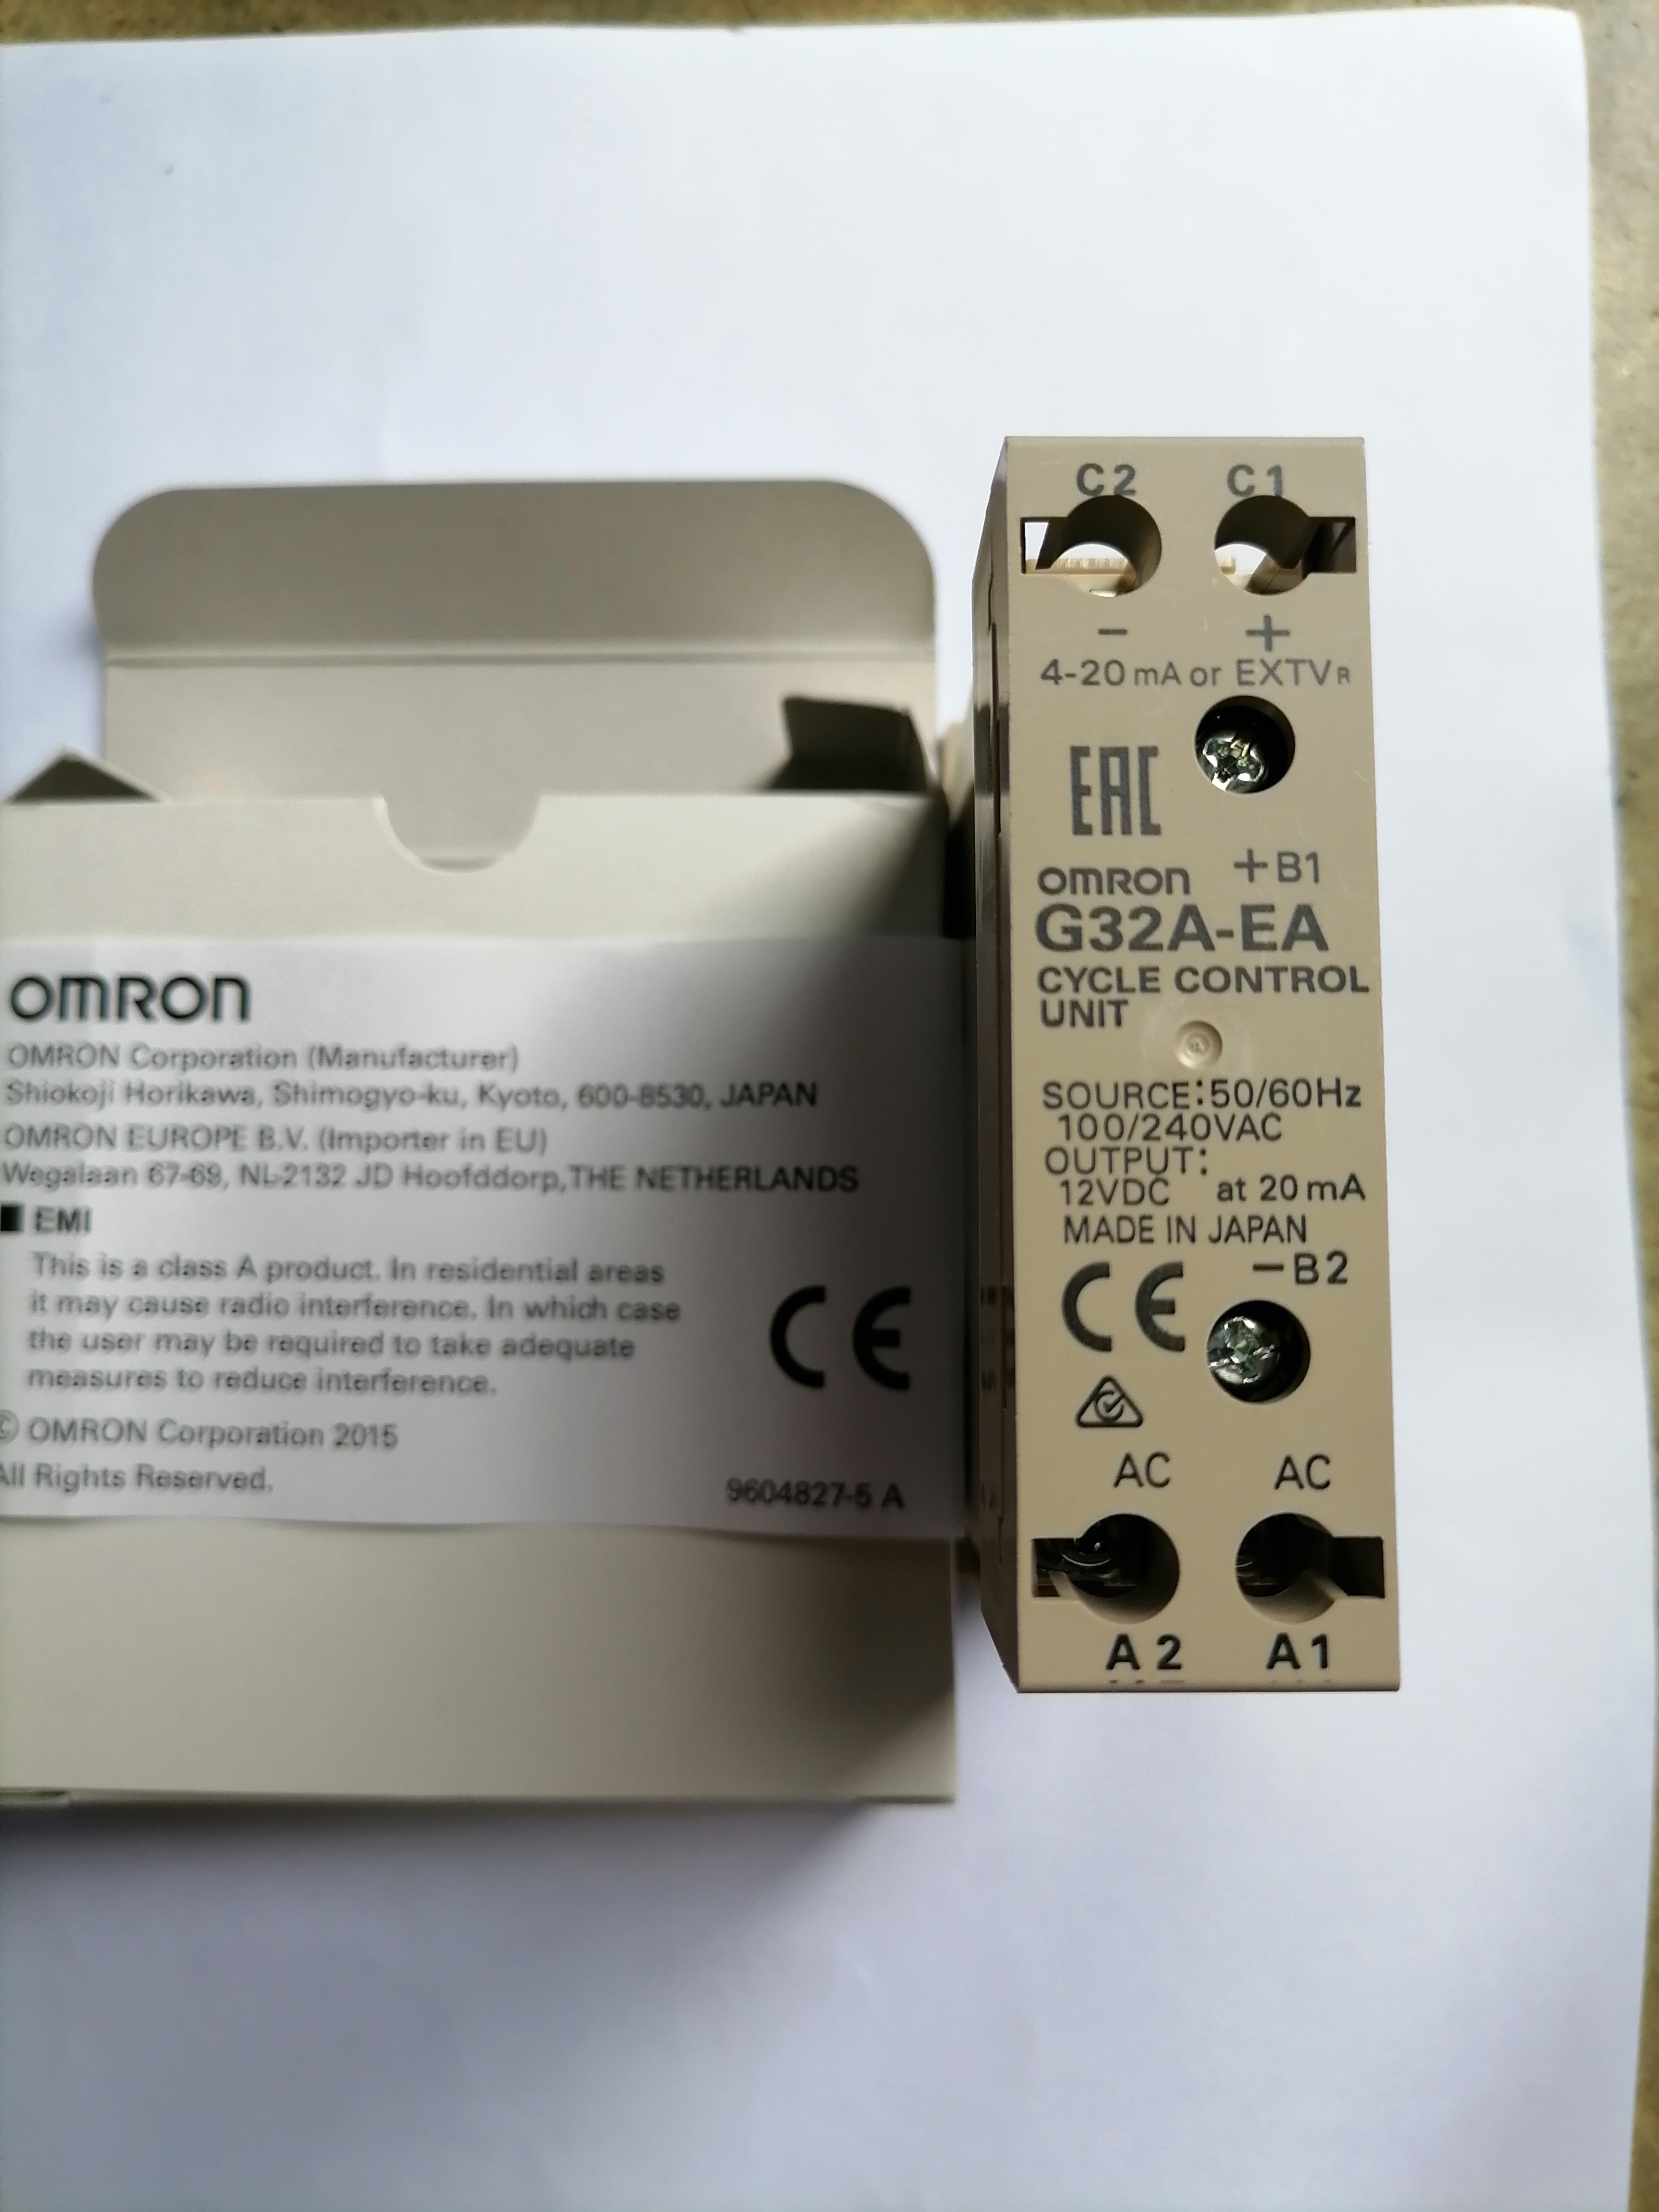 OMRON
OMRON Corporation (Manufacturer)
Shiokoji Horikawa, Shimogyo-ku, Kyoto, 600-8530, JAPAN
OMRON EUROPE B.V. (Importer in EU)
Wegalaan 67-69, NL-2132 JD Hoofddorp, THE NETHERLANDS
■ EMI
This is a class A product. In residential areas
it may cause radio interference. In which case
the user may be required to take adequate
measures to reduce interference.
CE
© OMRON Corporation 2015
All Rights Reserved.
9604827-5 A
C2 C1
− +
4-20 mA or EXTVR
EAC
+B1
OMRON
G32A-EA
CYCLE CONTROL
UNIT
SOURCE:50/60Hz
100/240VAC
OUTPUT:
12VDC at 20 mA
MADE IN JAPAN
−B2
CE
AC AC
A2 A1